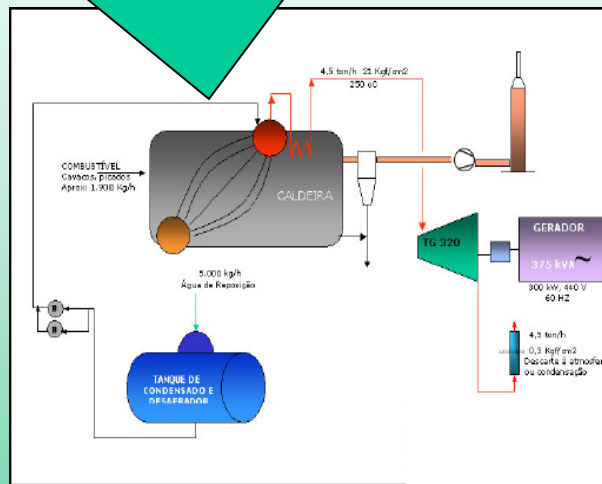 4,5 ton/h 21 Kgf/cm2
250 oC
COMBUSTÍVEL
Cavacos, picados
Aprox: 1.900 Kg/h
CALDEIRA
TG 320
GERADOR
375 kVA ~
300 kW, 440 V
60 HZ
5.000 kg/h
Água de Reposição
B
B
4,5 ton/h
0,3 Kgf/cm2
Descarte à atmosfer
ou condensação
TANQUE DE
CONDENSADO E
DESAERADOR